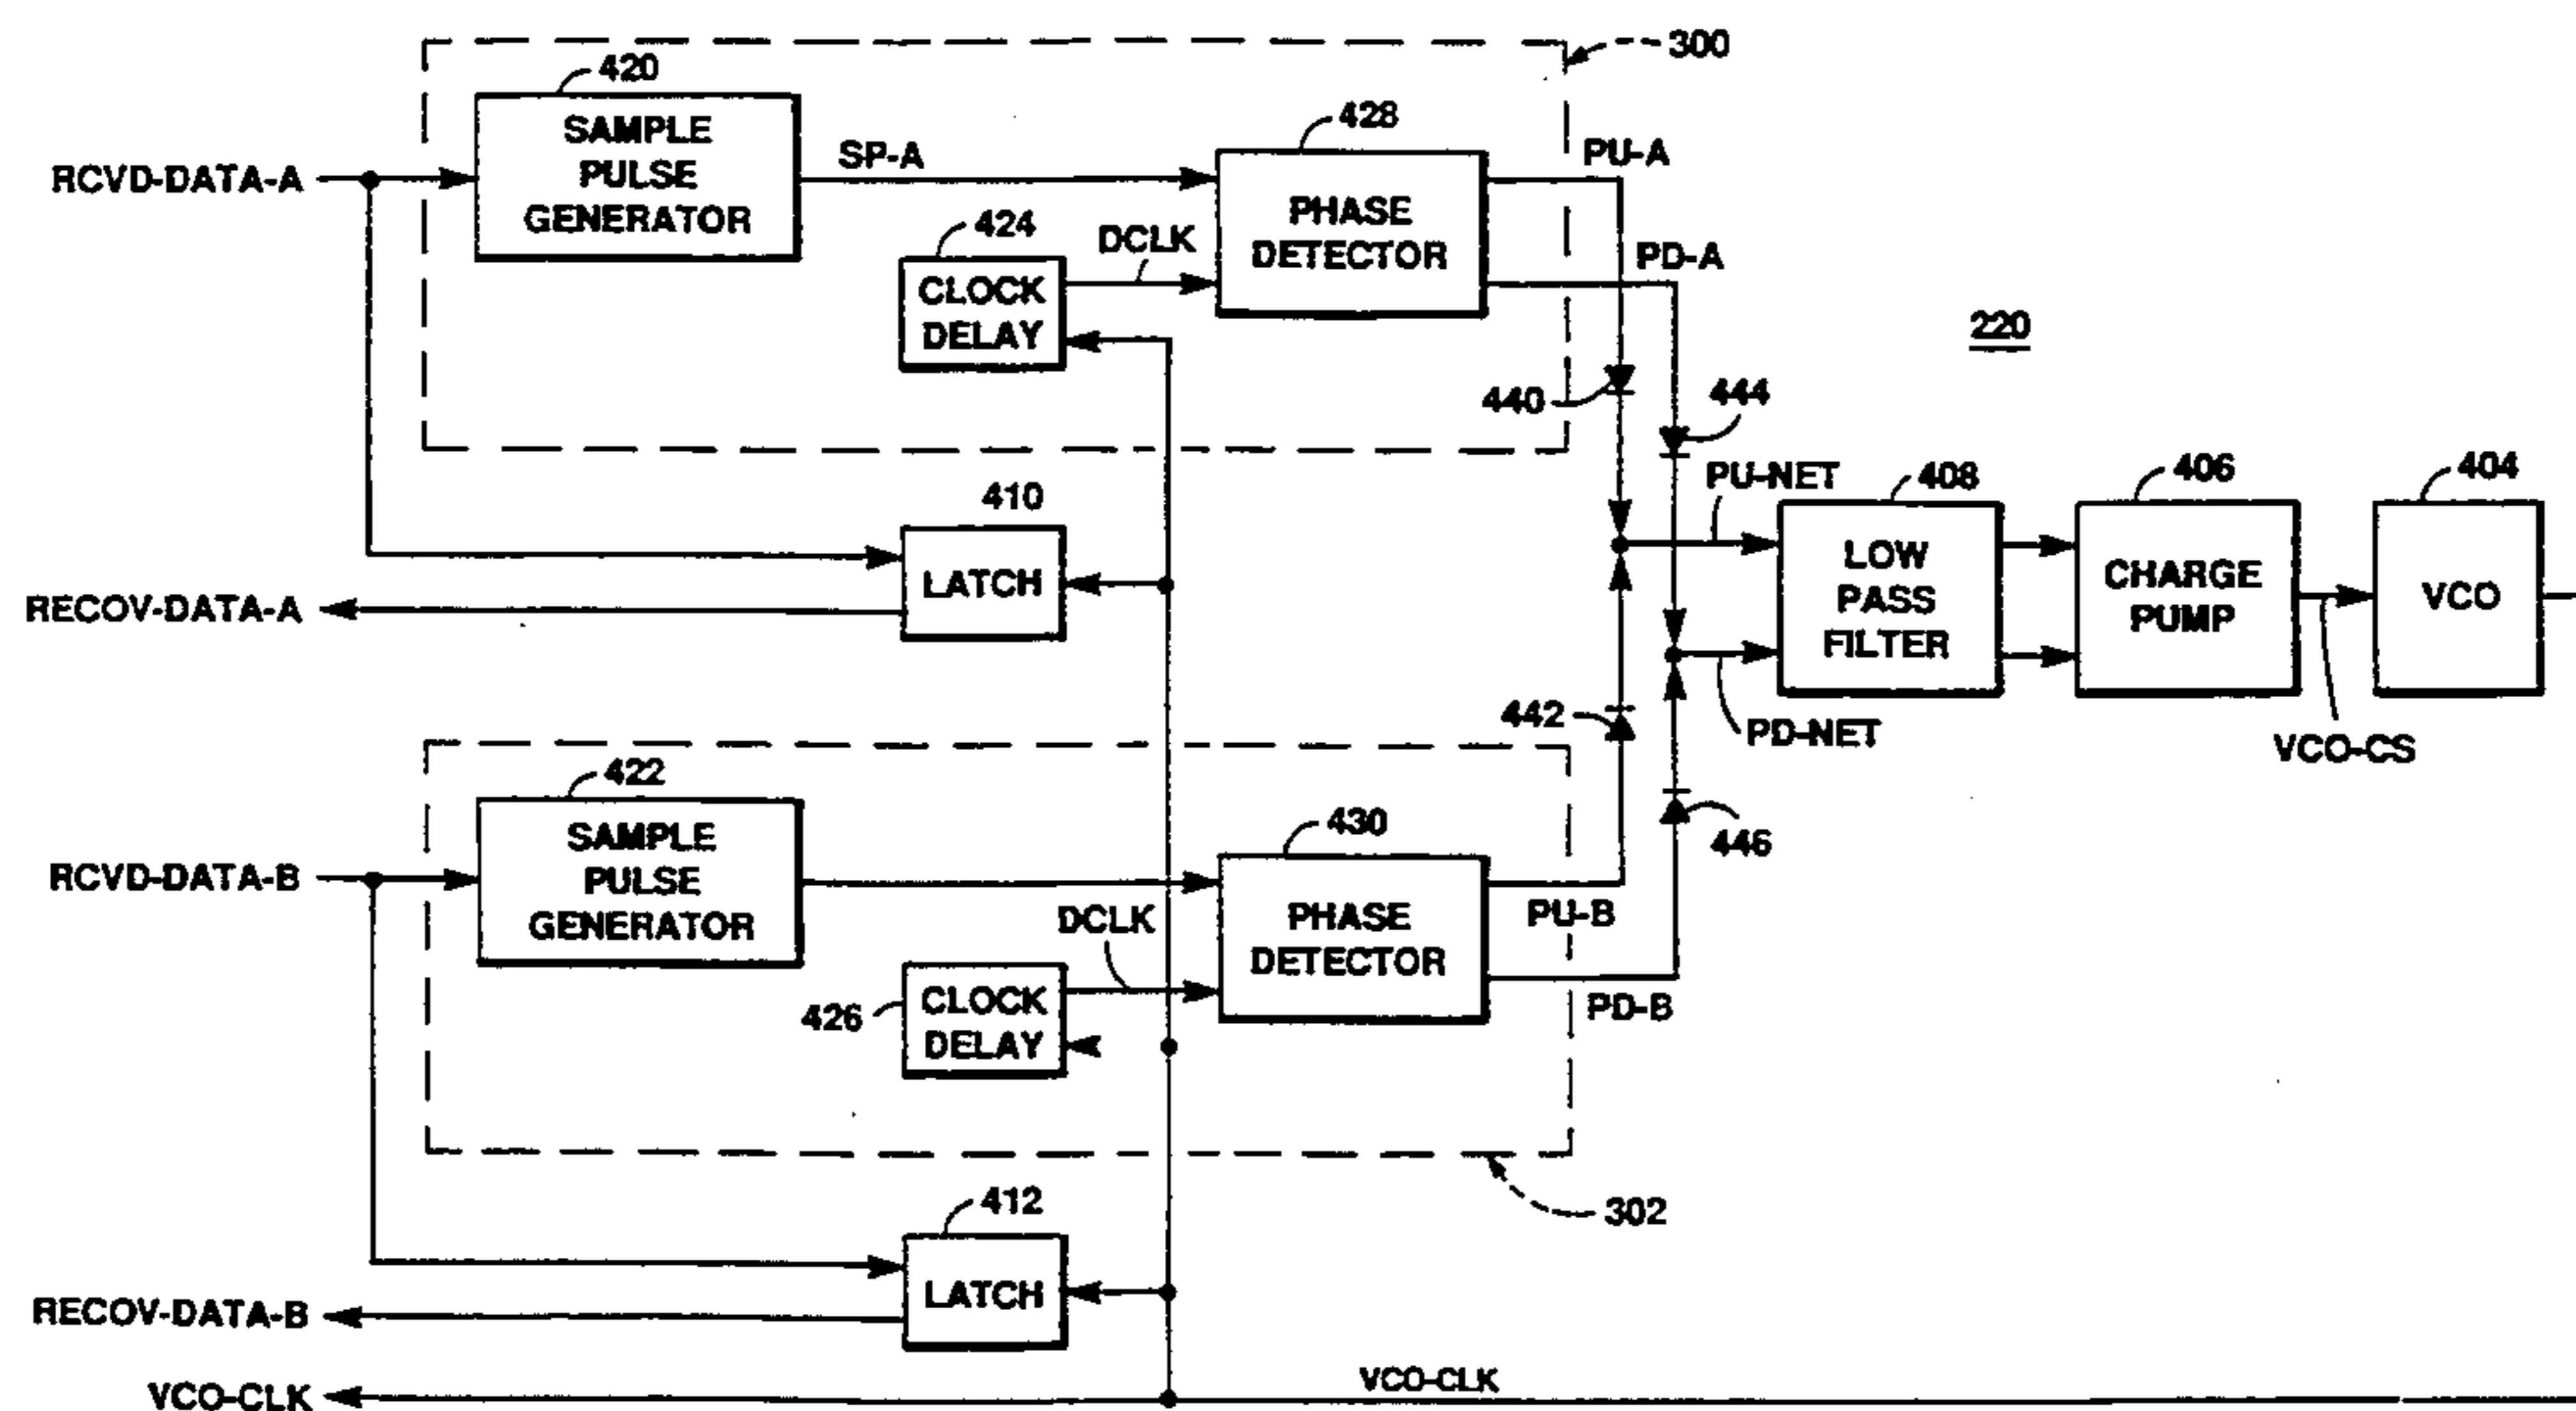 300
420
SAMPLE
PULSE
GENERATOR
RCVD-DATA-A
SP-A
428
PHASE
DETECTOR
PU-A
PD-A
424
CLOCK
DELAY
DCLK
220
440
444
410
LATCH
RECOV-DATA-A
PU-NET
408
LOW
PASS
FILTER
406
CHARGE
PUMP
404
VCO
PD-NET
VCO-CS
442
446
422
SAMPLE
PULSE
GENERATOR
RCVD-DATA-B
430
PHASE
DETECTOR
PU-B
PD-B
DCLK
426
CLOCK
DELAY
302
412
LATCH
RECOV-DATA-B
VCO-CLK
VCO-CLK